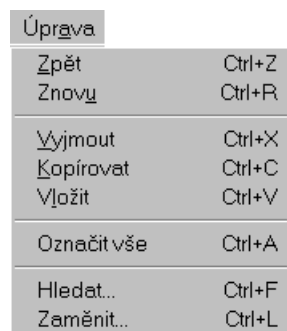 Úprava
Zpět Ctrl+Z
Znovu Ctrl+R
Vyjmout Ctrl+X
Kopírovat Ctrl+C
Vložit Ctrl+V
Označit vše Ctrl+A
Hledat... Ctrl+F
Zaměnit... Ctrl+L